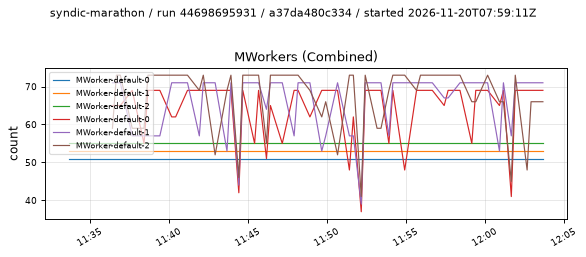 syndic-marathon / run 44698695931 / a37da480c334 / started 2026-11-20T07:59:11Z
MWorkers (Combined)
count
70
60
50
40
MWorker-default-0
MWorker-default-1
MWorker-default-2
MWorker-default-0
MWorker-default-1
MWorker-default-2
11:35
11:40
11:45
11:50
11:55
12:00
12:05